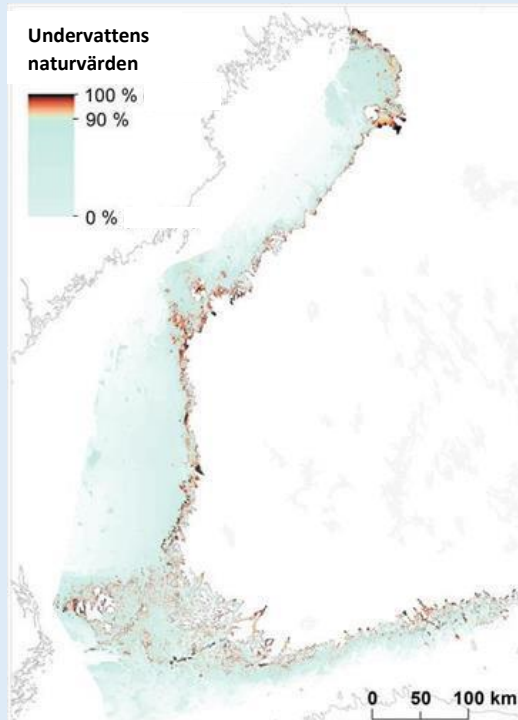 Undervattens
naturvärden
100 %
90 %
0 %
0 50 100 km